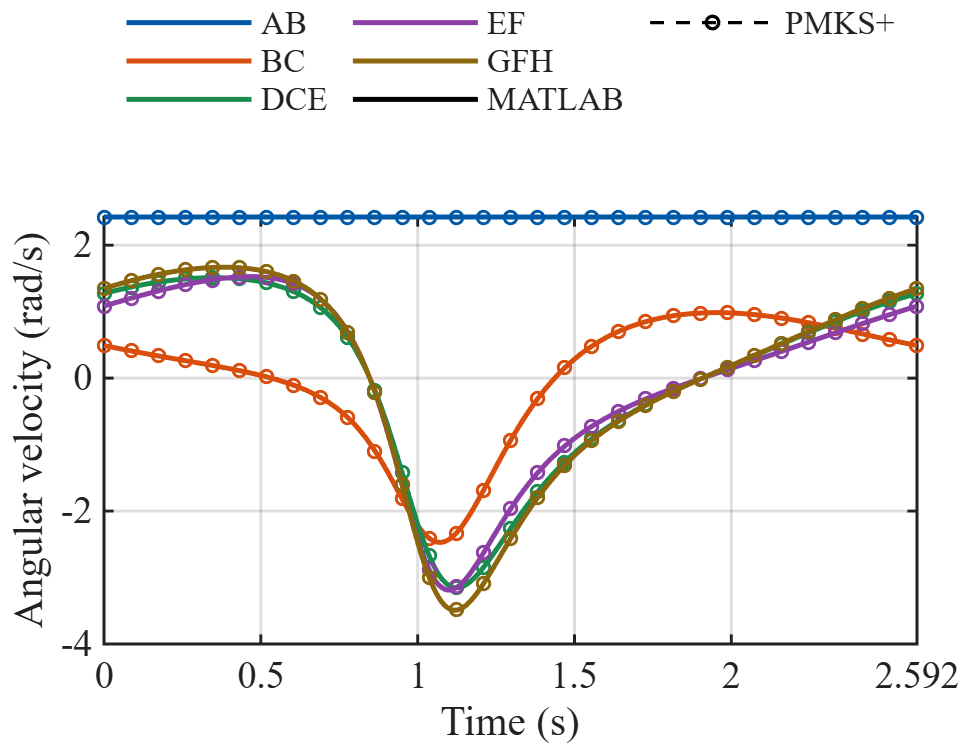 AB EF PMKS+
BC GFH
DCE MATLAB
Angular velocity (rad/s)
2
0
-2
-4
0 0.5 1 1.5 2 2.592
Time (s)